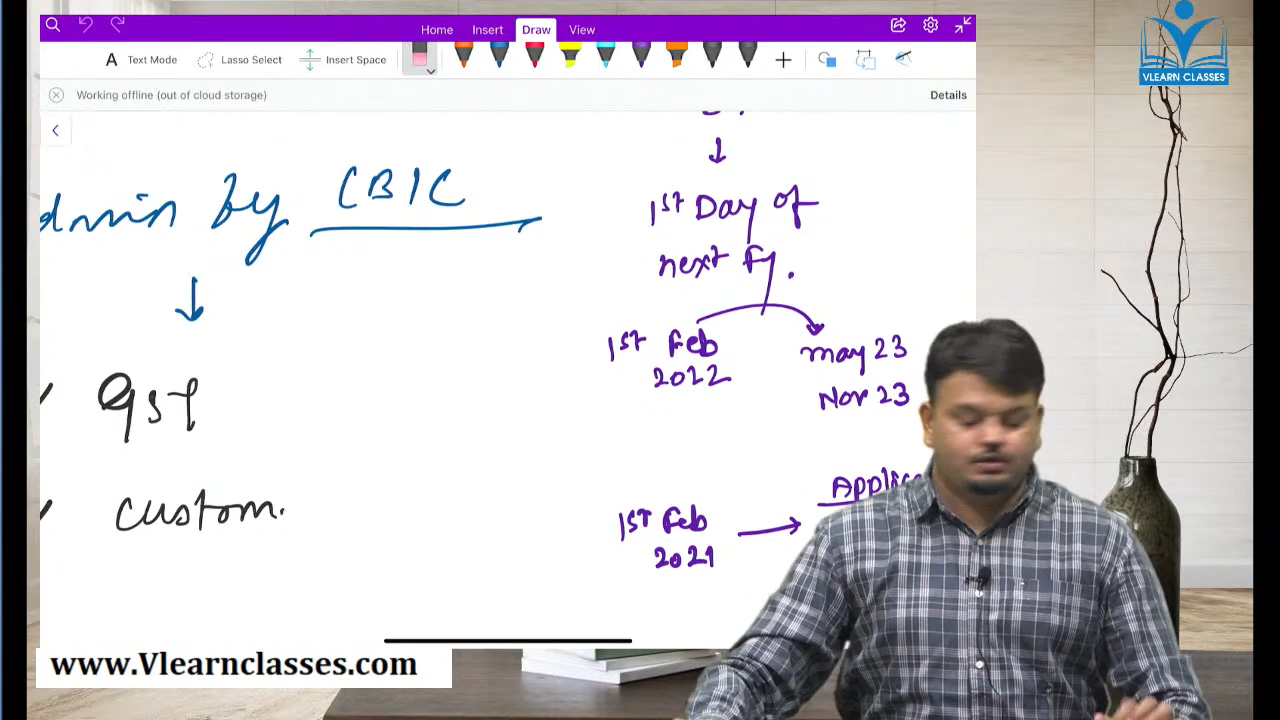 Home Insert Draw View
Text Mode Lasso Select Insert Space
Working offline (out of cloud storage) Details
VLEARN CLASSES
by CBIC
GST
custom.
1st Day of
next Fy.
1st Feb
2022
may 23
Nov 23
1st Feb
2021
www.Vlearnclasses.com